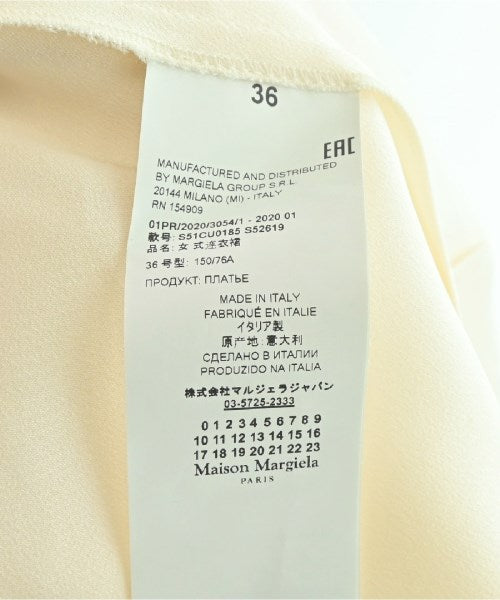 36
EAC
MANUFACTURED AND DISTRIBUTED
BY MARGIELA GROUP S.R.L.
20144 MILANO (MI) - ITALY
RN 154909
01PR/2020/3054/1 - 2020 01
款号: S51CU0185 S52619
品名: 女式连衣裙
36 号型: 150/76A
ПРОДУКТ: ПЛАТЬЕ
MADE IN ITALY
FABRIQUÉ EN ITALIE
イタリア製
原产地: 意大利
СДЕЛАНО В ИТАЛИИ
PRODUZIDO NA ITALIA
株式会社マルジェラジャパン
03-5725-2333
0 1 2 3 4 5 6 7 8 9
10 11 12 13 14 15 16
17 18 19 20 21 22 23
Maison Margiela
PARIS